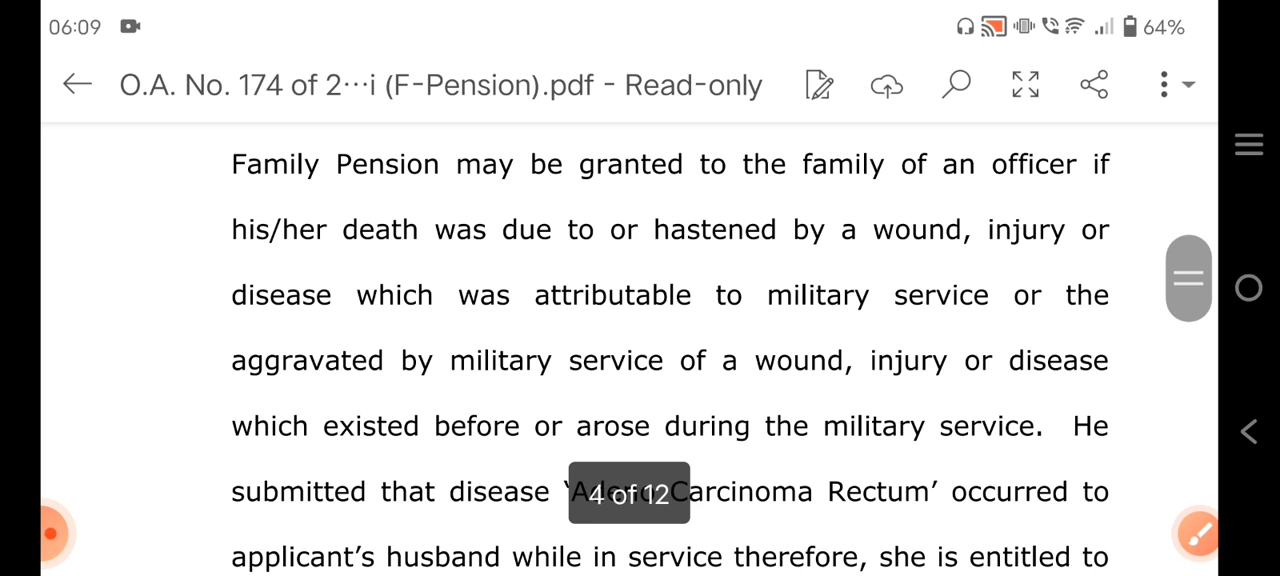 06:09
64%
O.A. No. 174 of 2···i (F-Pension).pdf - Read-only
Family Pension may be granted to the family of an officer if
his/her death was due to or hastened by a wound, injury or
disease which was attributable to military service or the
aggravated by military service of a wound, injury or disease
which existed before or arose during the military service. He
submitted that disease ‘Adeno Carcinoma Rectum’ occurred to
4 of 12
applicant’s husband while in service therefore, she is entitled to